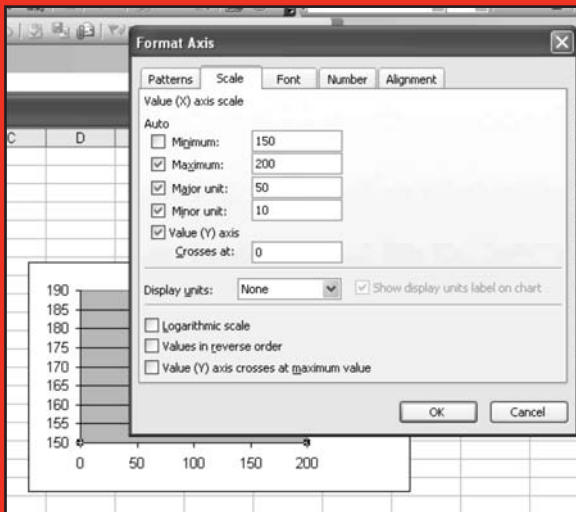 Format Axis
Patterns Scale Font Number Alignment
Value (X) axis scale
Auto
Minimum: 150
Maximum: 200
Major unit: 50
Minor unit: 10
Value (Y) axis
Crosses at: 0
Display units: None Show display units label on chart
Logarithmic scale
Values in reverse order
Value (Y) axis crosses at maximum value
OK Cancel
C D
190
185
180
175
170
165
160
155
150
0 50 100 150 200